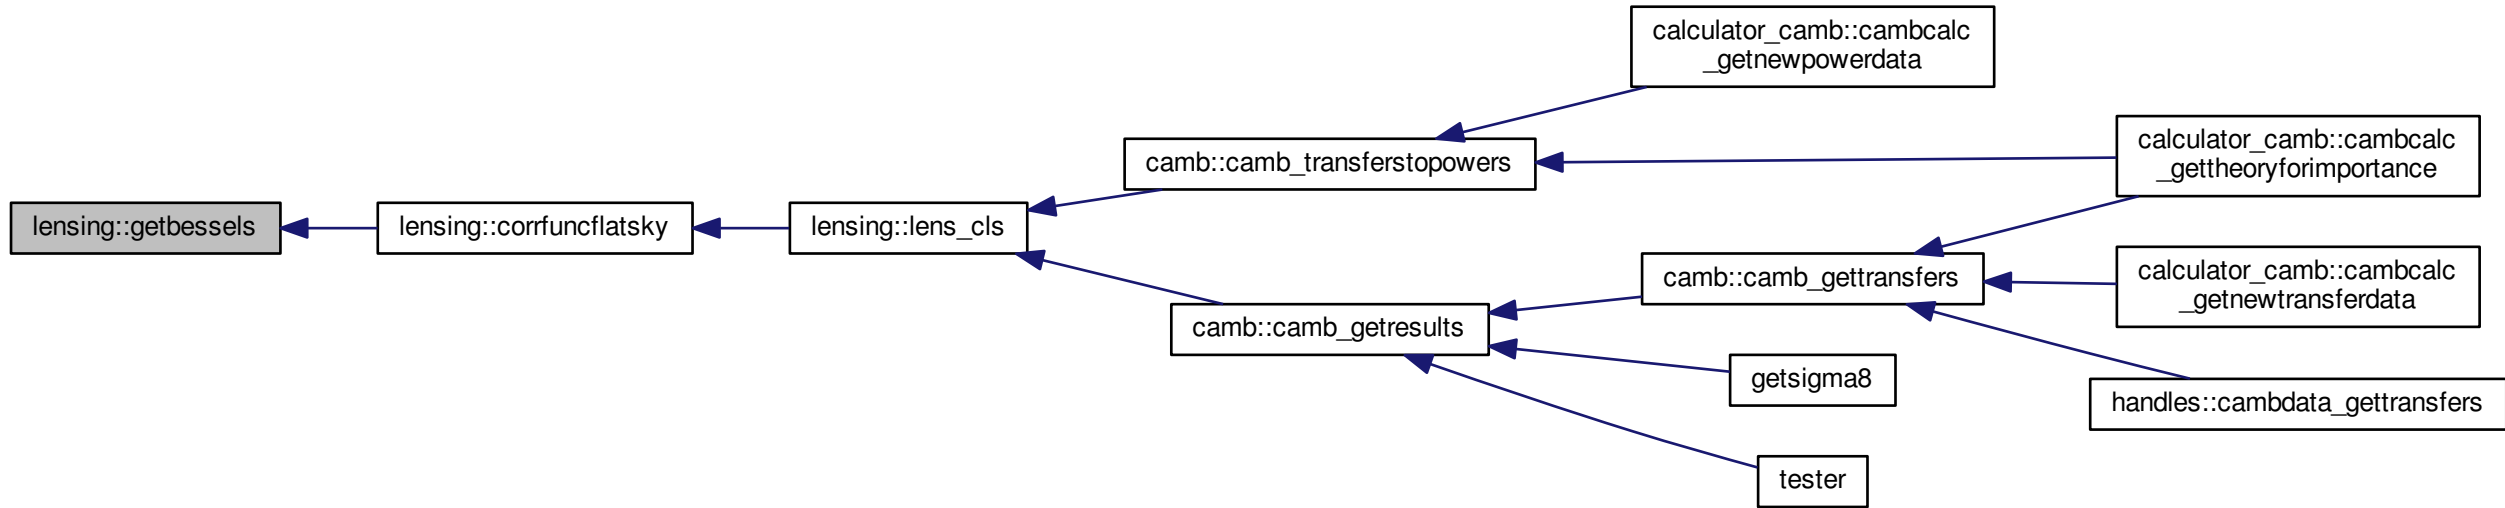 calculator_camb::cambcalc
_getnewpowerdata
calculator_camb::cambcalc
_gettheoryforimportance
camb::camb_transferstopowers
lensing::getbessels
lensing::corrfuncflatsky
lensing::lens_cls
camb::camb_gettransfers
calculator_camb::cambcalc
_getnewtransferdata
camb::camb_getresults
getsigma8
handles::cambdata_gettransfers
tester